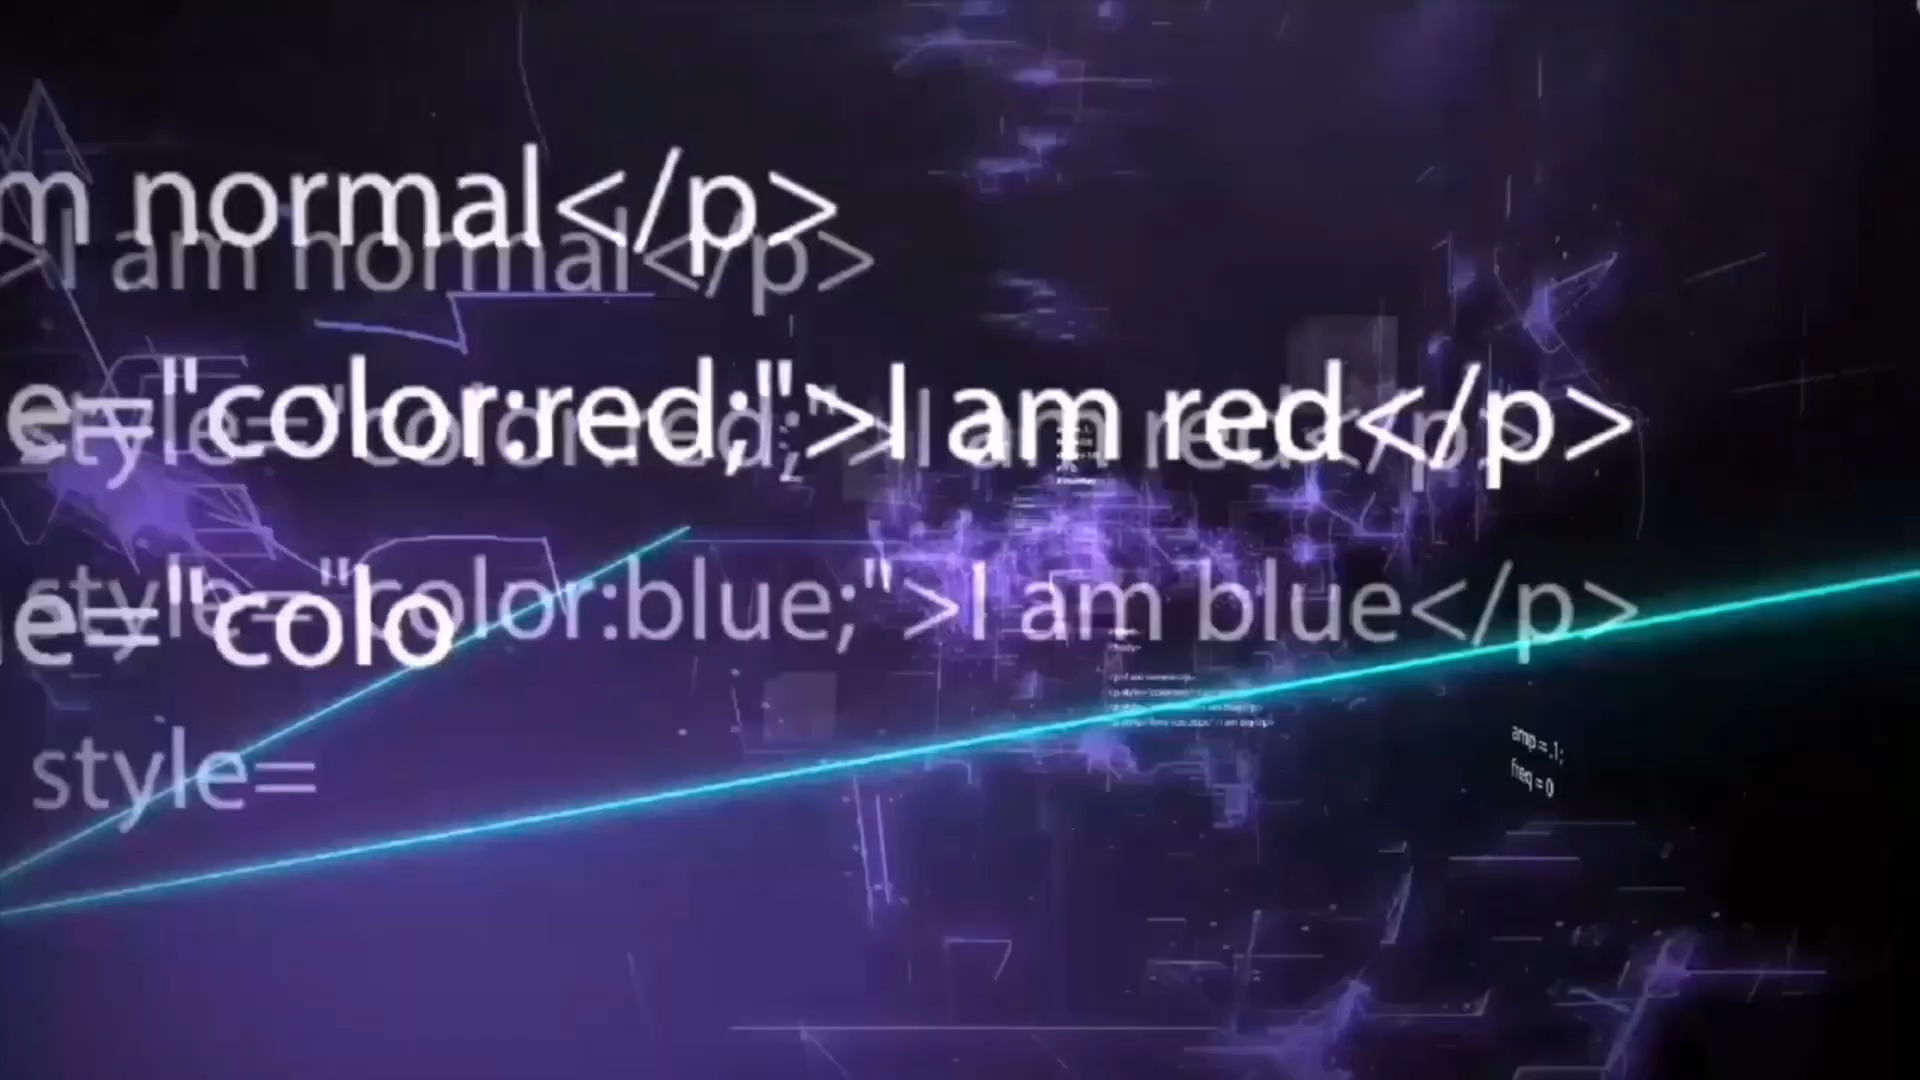 m normal</p>
>I am normal</p>
e="color:red;">I am red</p>
style="color:red;">I am red</p>
style="color:blue;">I am blue</p>
e="colo
style=
<body>
amp = .1;
freq = 0